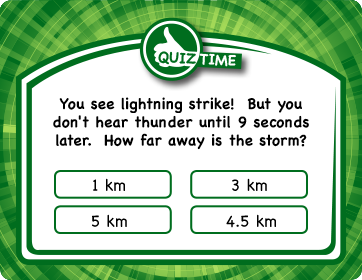 QUIZ TIME
You see lightning strike!  But you
don't hear thunder until 9 seconds
later.  How far away is the storm?
1 km
3 km
5 km
4.5 km